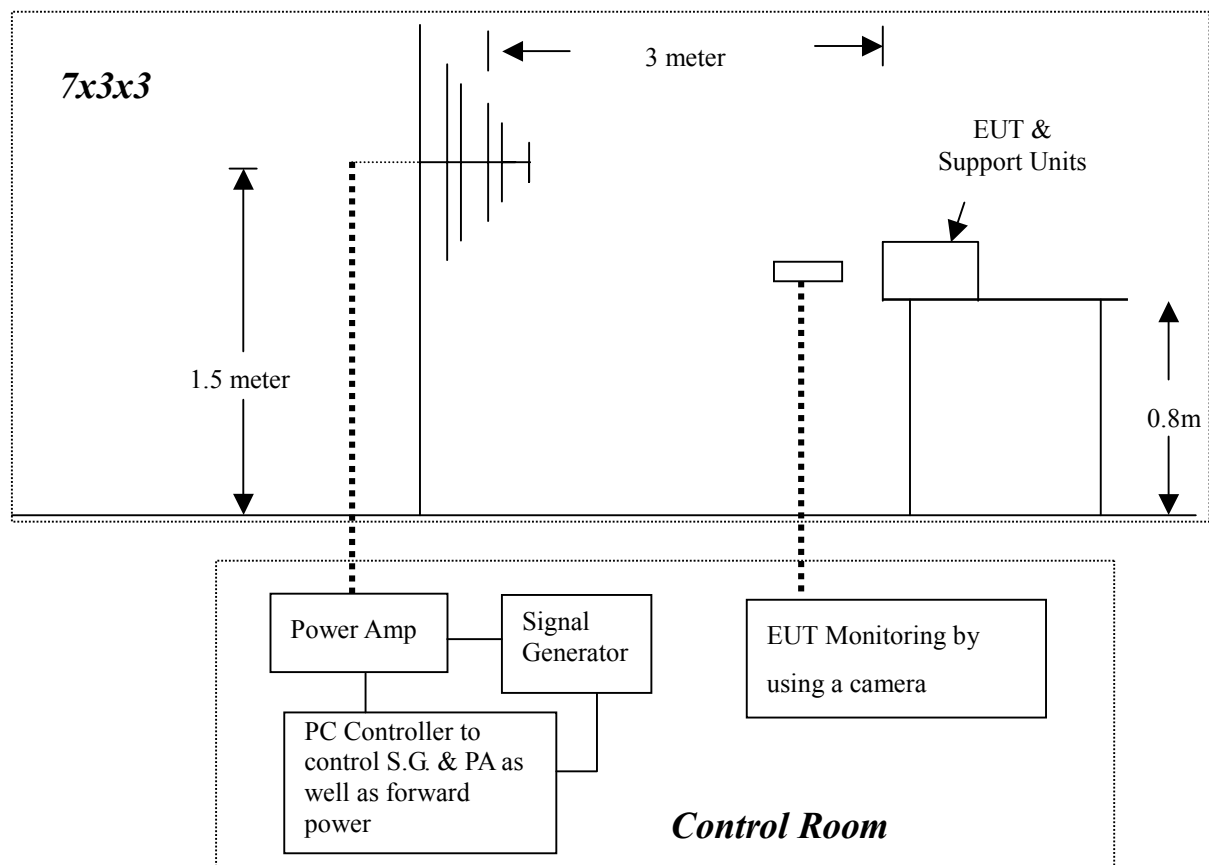 3 meter
7x3x3
EUT &
Support Units
1.5 meter
0.8m
Power Amp
Signal
Generator
EUT Monitoring by
using a camera
PC Controller to
control S.G. & PA as
well as forward
power
Control Room